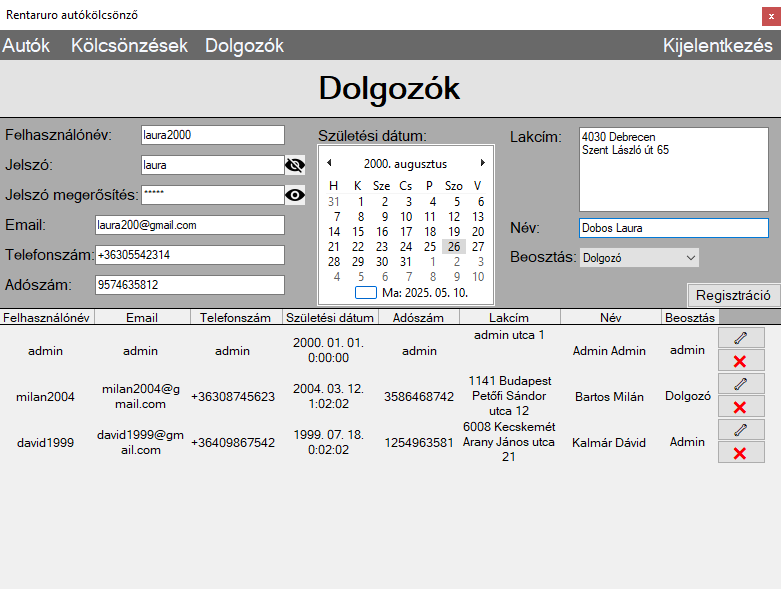 Rentaruro autókölcsönző
x
Autók Kölcsönzések Dolgozók Kijelentkezés
Dolgozók
Felhasználónév: laura2000
Jelszó: laura
Jelszó megerősítés: *****
Email: laura200@gmail.com
Telefonszám: +36305542314
Adószám: 9574635812
Születési dátum:
2000. augusztus
H K Sze Cs P Szo V
31 1 2 3 4 5 6
7 8 9 10 11 12 13
14 15 16 17 18 19 20
21 22 23 24 25 26 27
28 29 30 31 1 2 3
4 5 6 7 8 9 10
Ma: 2025. 05. 10.
Lakcím: 4030 Debrecen
Szent László út 65
Név: Dobos Laura
Beosztás: Dolgozó
Regisztráció
Felhasználónév Email Telefonszám Születési dátum Adószám Lakcím Név Beosztás
admin admin admin 2000. 01. 01. 0:00:00 admin admin utca 1 Admin Admin admin
milan2004 milan2004@gmail.com +36308745623 2004. 03. 12. 1:02:02 3586468742 1141 Budapest Petőfi Sándor utca 12 Bartos Milán Dolgozó
david1999 david1999@gmail.com +36409867542 1999. 07. 18. 0:02:02 1254963581 6008 Kecskemét Arany János utca 21 Kalmár Dávid Admin